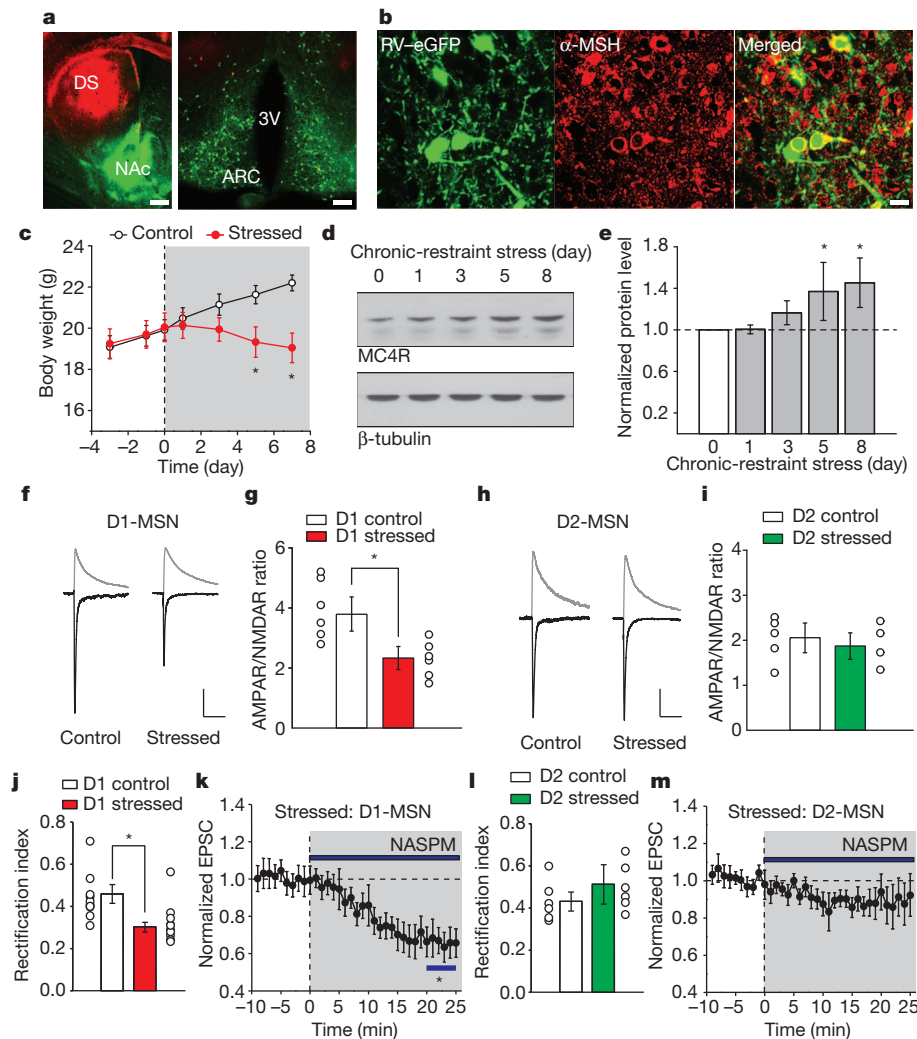 a
DS
NAc
3V
ARC
b
RV–eGFP
α-MSH
Merged
c
Control
Stressed
Body weight (g)
24
22
20
18
16
−4 −2 0 2 4 6 8
Time (day)
* *
d
Chronic-restraint stress (day)
0 1 3 5 8
MC4R
β-tubulin
e
Normalized protein level
1.8
1.4
1.0
0.6
0.2
* *
0 1 3 5 8
Chronic-restraint stress (day)
f
D1-MSN
Control Stressed
g
D1 control
D1 stressed
AMPAR/NMDAR ratio
6
4
2
0
*
h
D2-MSN
Control Stressed
i
D2 control
D2 stressed
AMPAR/NMDAR ratio
4
3
2
1
0
j
D1 control
D1 stressed
Rectification index
0.8
0.6
0.4
0.2
0
*
k
Stressed: D1-MSN
NASPM
Normalized EPSC
1.4
1.2
1.0
0.8
0.6
0.4
*
−10 −5 0 5 10 15 20 25
Time (min)
l
D2 control
D2 stressed
Rectification index
0.8
0.6
0.4
0.2
0
m
Stressed: D2-MSN
NASPM
Normalized EPSC
1.4
1.2
1.0
0.8
0.6
0.4
−10 −5 0 5 10 15 20 25
Time (min)